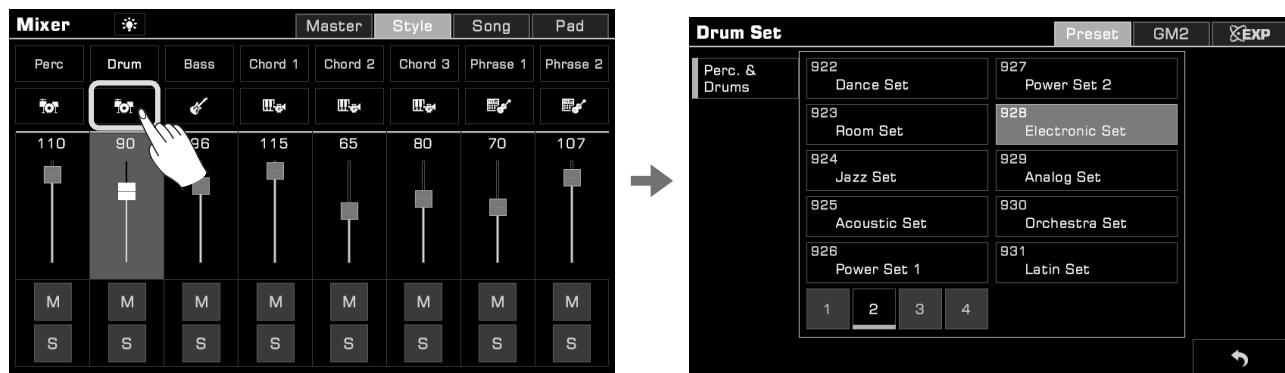 Mixer
Master Style Song Pad
Perc Drum Bass Chord 1 Chord 2 Chord 3 Phrase 1 Phrase 2
110 90 96 115 65 80 70 107
M M M M M M M M
S S S S S S S S
Drum Set
Preset GM2 EXP
Perc. &
Drums
922 927
Dance Set Power Set 2
923 928
Room Set Electronic Set
924 929
Jazz Set Analog Set
925 930
Acoustic Set Orchestra Set
926 931
Power Set 1 Latin Set
1 2 3 4